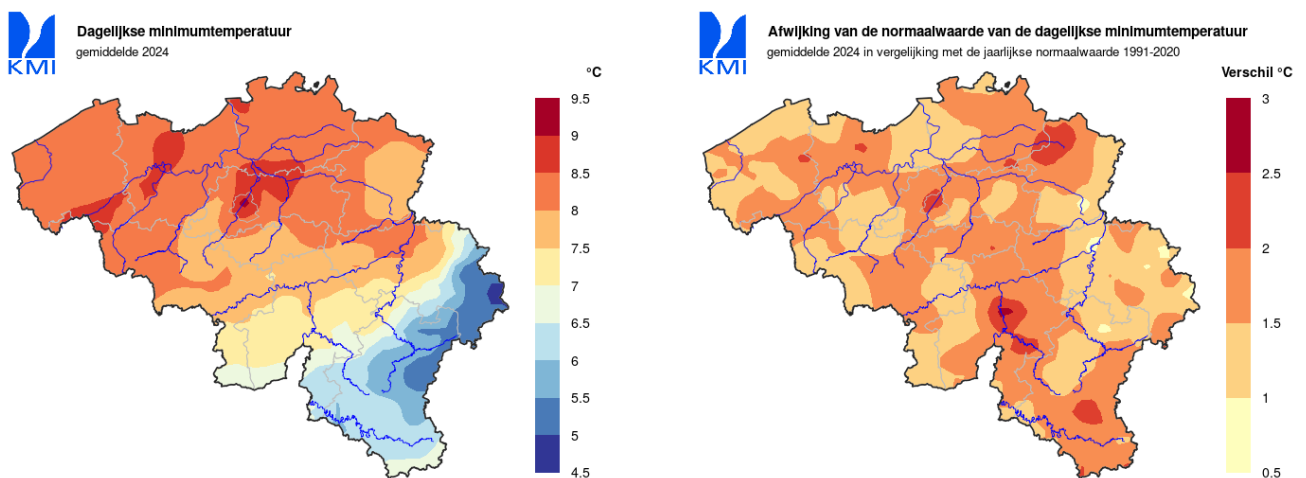 Dagelijkse minimumtemperatuur
gemiddelde 2024
KMI
°C
9.5
9
8.5
8
7.5
7
6.5
6
5.5
5
4.5
Afwijking van de normaalwaarde van de dagelijkse minimumtemperatuur
gemiddelde 2024 in vergelijking met de jaarlijkse normaalwaarde 1991-2020
KMI
Verschil °C
3
2.5
2
1.5
1
0.5